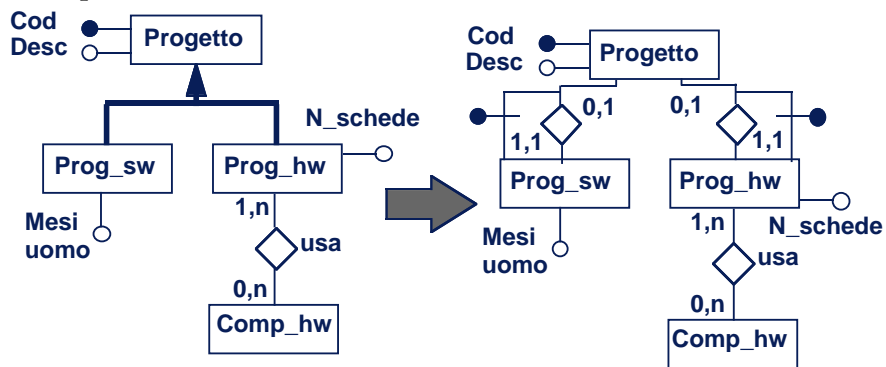 Cod
Desc
Progetto
N_schede
Prog_sw
Prog_hw
Mesi
uomo
1,n
usa
0,n
Comp_hw
Cod
Desc
Progetto
0,1
0,1
1,1
1,1
Prog_sw
Prog_hw
Mesi
uomo
1,n
N_schede
usa
0,n
Comp_hw